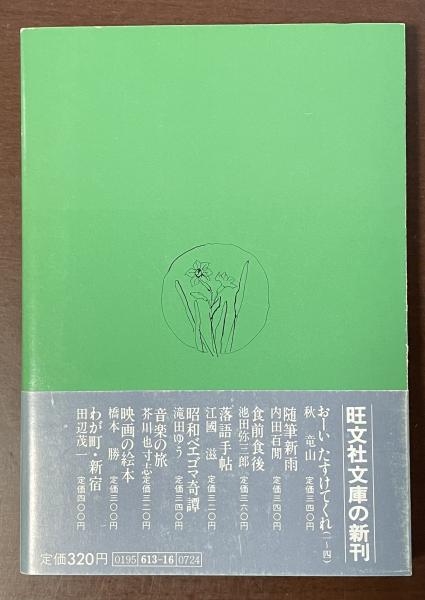 旺文社文庫の新刊
おーいたすけてくれ(一~四)
秋 竜山 定価三四〇円
随筆新雨
内田百閒 定価三四〇円
食前食後
池田弥三郎 定価三六〇円
落語手帖
江國 滋 定価三二〇円
昭和ベエゴマ奇譚
滝田ゆう 定価三四〇円
音楽の旅
芥川也寸志 定価三二〇円
映画の絵本
橋本 勝 定価三〇〇円
わが町・新宿
田辺茂一 定価四〇〇円
定価320円 0195 613-16 0724